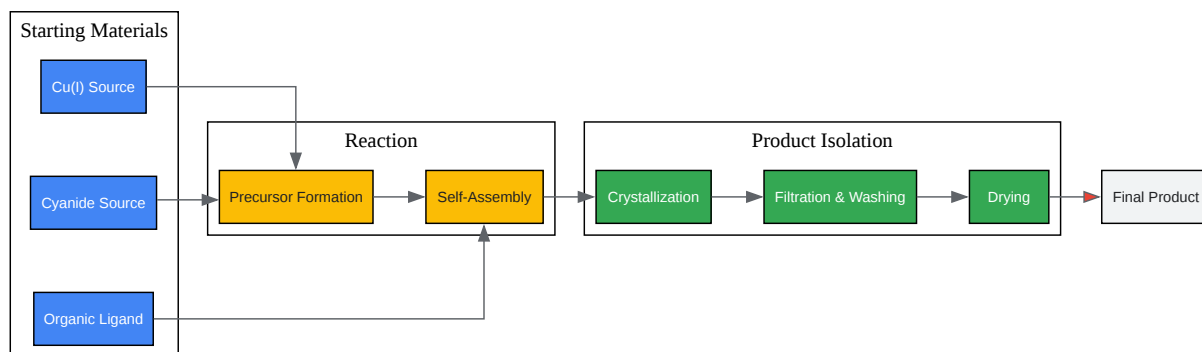 Starting Materials
Cu(I) Source
Cyanide Source
Organic Ligand
Reaction
Precursor Formation
Self-Assembly
Product Isolation
Crystallization
Filtration & Washing
Drying
Final Product